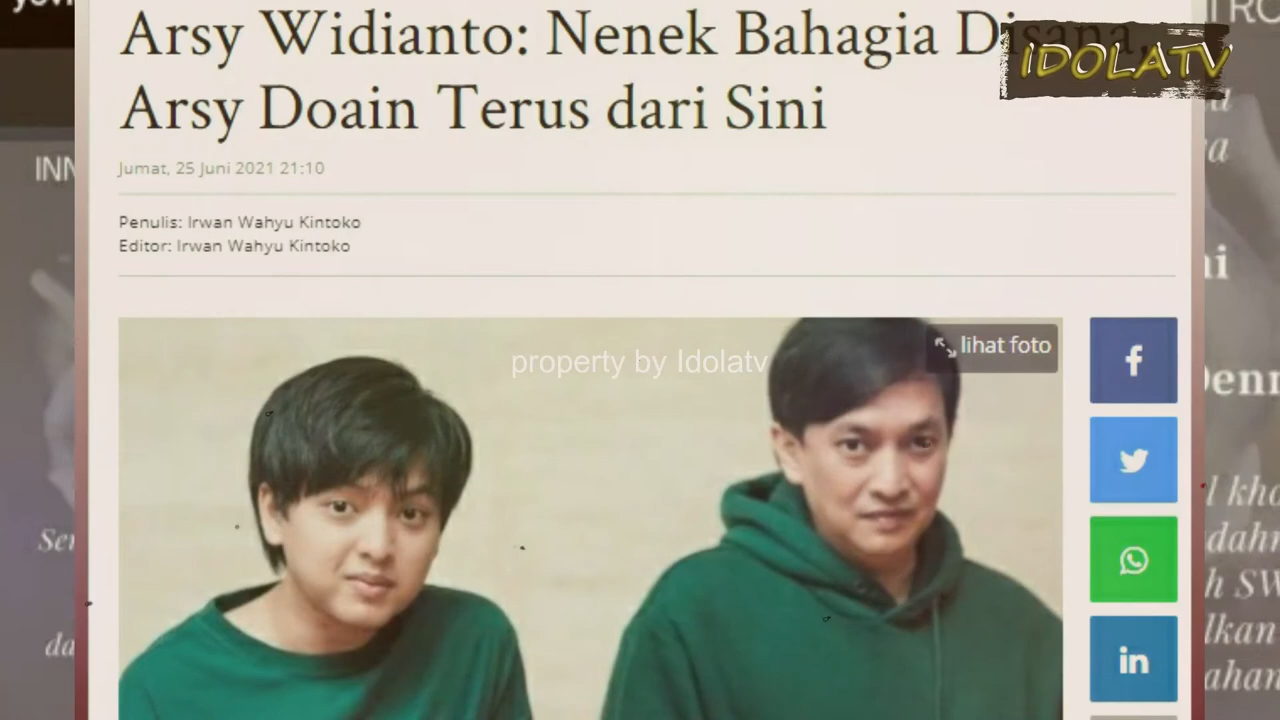 Arsy Widianto: Nenek Bahagia Disana,
IDOLATV
Arsy Doain Terus dari Sini
Jumat, 25 Juni 2021 21:10
Penulis: Irwan Wahyu Kintoko
Editor: Irwan Wahyu Kintoko
lihat foto
property by Idolatv